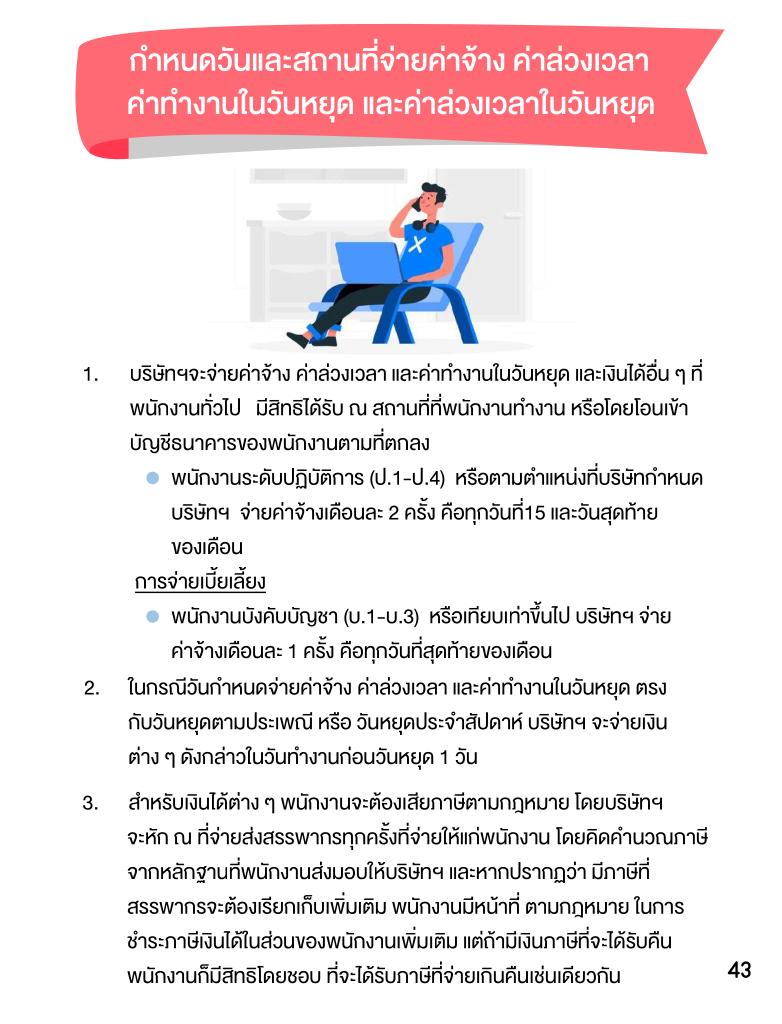 กำหนดวันและสถานที่จ่ายค่าจ้าง ค่าล่วงเวลา
ค่าทำงานในวันหยุด และค่าล่วงเวลาในวันหยุด
1. บริษัทฯจะจ่ายค่าจ้าง ค่าล่วงเวลา และค่าทำงานในวันหยุด และเงินได้อื่น ๆ ที่
พนักงานทั่วไป มีสิทธิได้รับ ณ สถานที่ที่พนักงานทำงาน หรือโดยโอนเข้า
บัญชีธนาคารของพนักงานตามที่ตกลง
● พนักงานระดับปฏิบัติการ (ป.1-ป.4) หรือตามตำแหน่งที่บริษัทกำหนด
บริษัทฯ จ่ายค่าจ้างเดือนละ 2 ครั้ง คือทุกวันที่15 และวันสุดท้าย
ของเดือน
การจ่ายเบี้ยเลี้ยง
● พนักงานบังคับบัญชา (บ.1-บ.3) หรือเทียบเท่าขึ้นไป บริษัทฯ จ่าย
ค่าจ้างเดือนละ 1 ครั้ง คือทุกวันที่สุดท้ายของเดือน
2. ในกรณีวันกำหนดจ่ายค่าจ้าง ค่าล่วงเวลา และค่าทำงานในวันหยุด ตรง
กับวันหยุดตามประเพณี หรือ วันหยุดประจำสัปดาห์ บริษัทฯ จะจ่ายเงิน
ต่าง ๆ ดังกล่าวในวันทำงานก่อนวันหยุด 1 วัน
3. สำหรับเงินได้ต่าง ๆ พนักงานจะต้องเสียภาษีตามกฎหมาย โดยบริษัทฯ
จะหัก ณ ที่จ่ายส่งสรรพากรทุกครั้งที่จ่ายให้แก่พนักงาน โดยคิดคำนวณภาษี
จากหลักฐานที่พนักงานส่งมอบให้บริษัทฯ และหากปรากฏว่า มีภาษีที่
สรรพากรจะต้องเรียกเก็บเพิ่มเติม พนักงานมีหน้าที่ ตามกฎหมาย ในการ
ชำระภาษีเงินได้ในส่วนของพนักงานเพิ่มเติม แต่ถ้ามีเงินภาษีที่จะได้รับคืน
พนักงานก็มีสิทธิโดยชอบ ที่จะได้รับภาษีที่จ่ายเกินคืนเช่นเดียวกัน
43